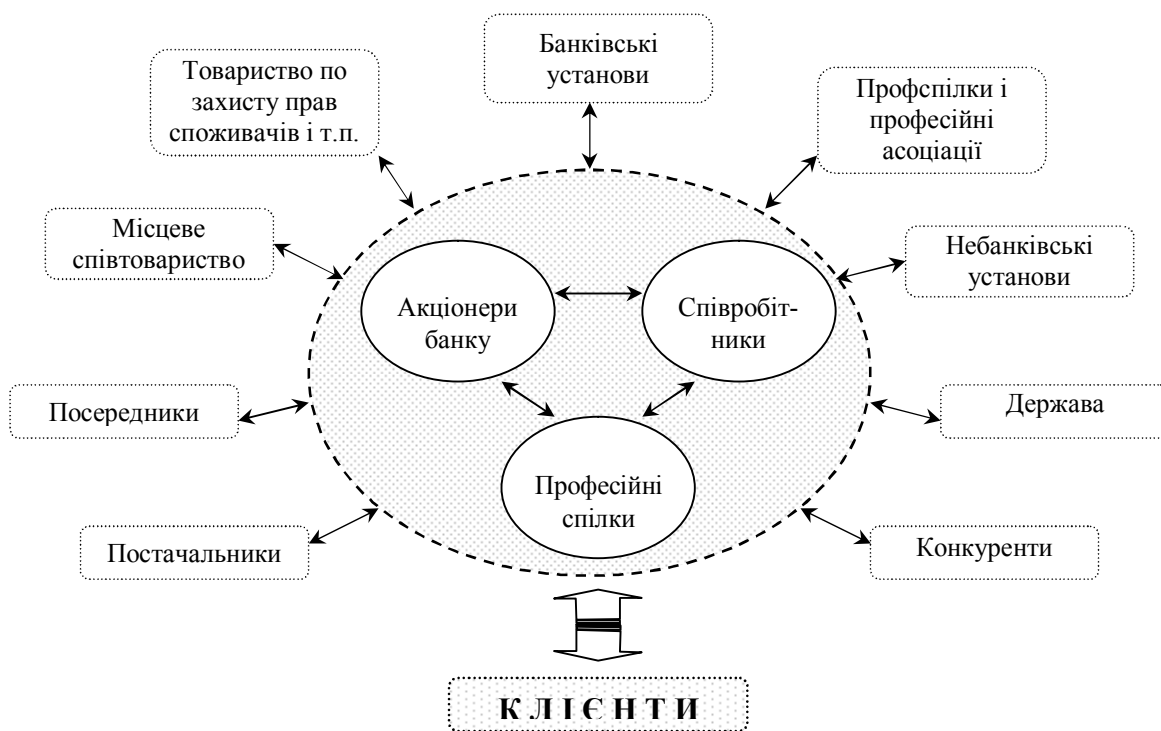 Банківські
установи
Товариство по
захисту прав
споживачів і т.п.
Профспілки і
професійні
асоціації
Місцеве
співтовариство
Небанківські
установи
Акціонери
банку
Співробіт-
ники
Посередники
Держава
Професійні
спілки
Постачальники
Конкуренти
К Л І Є Н Т И